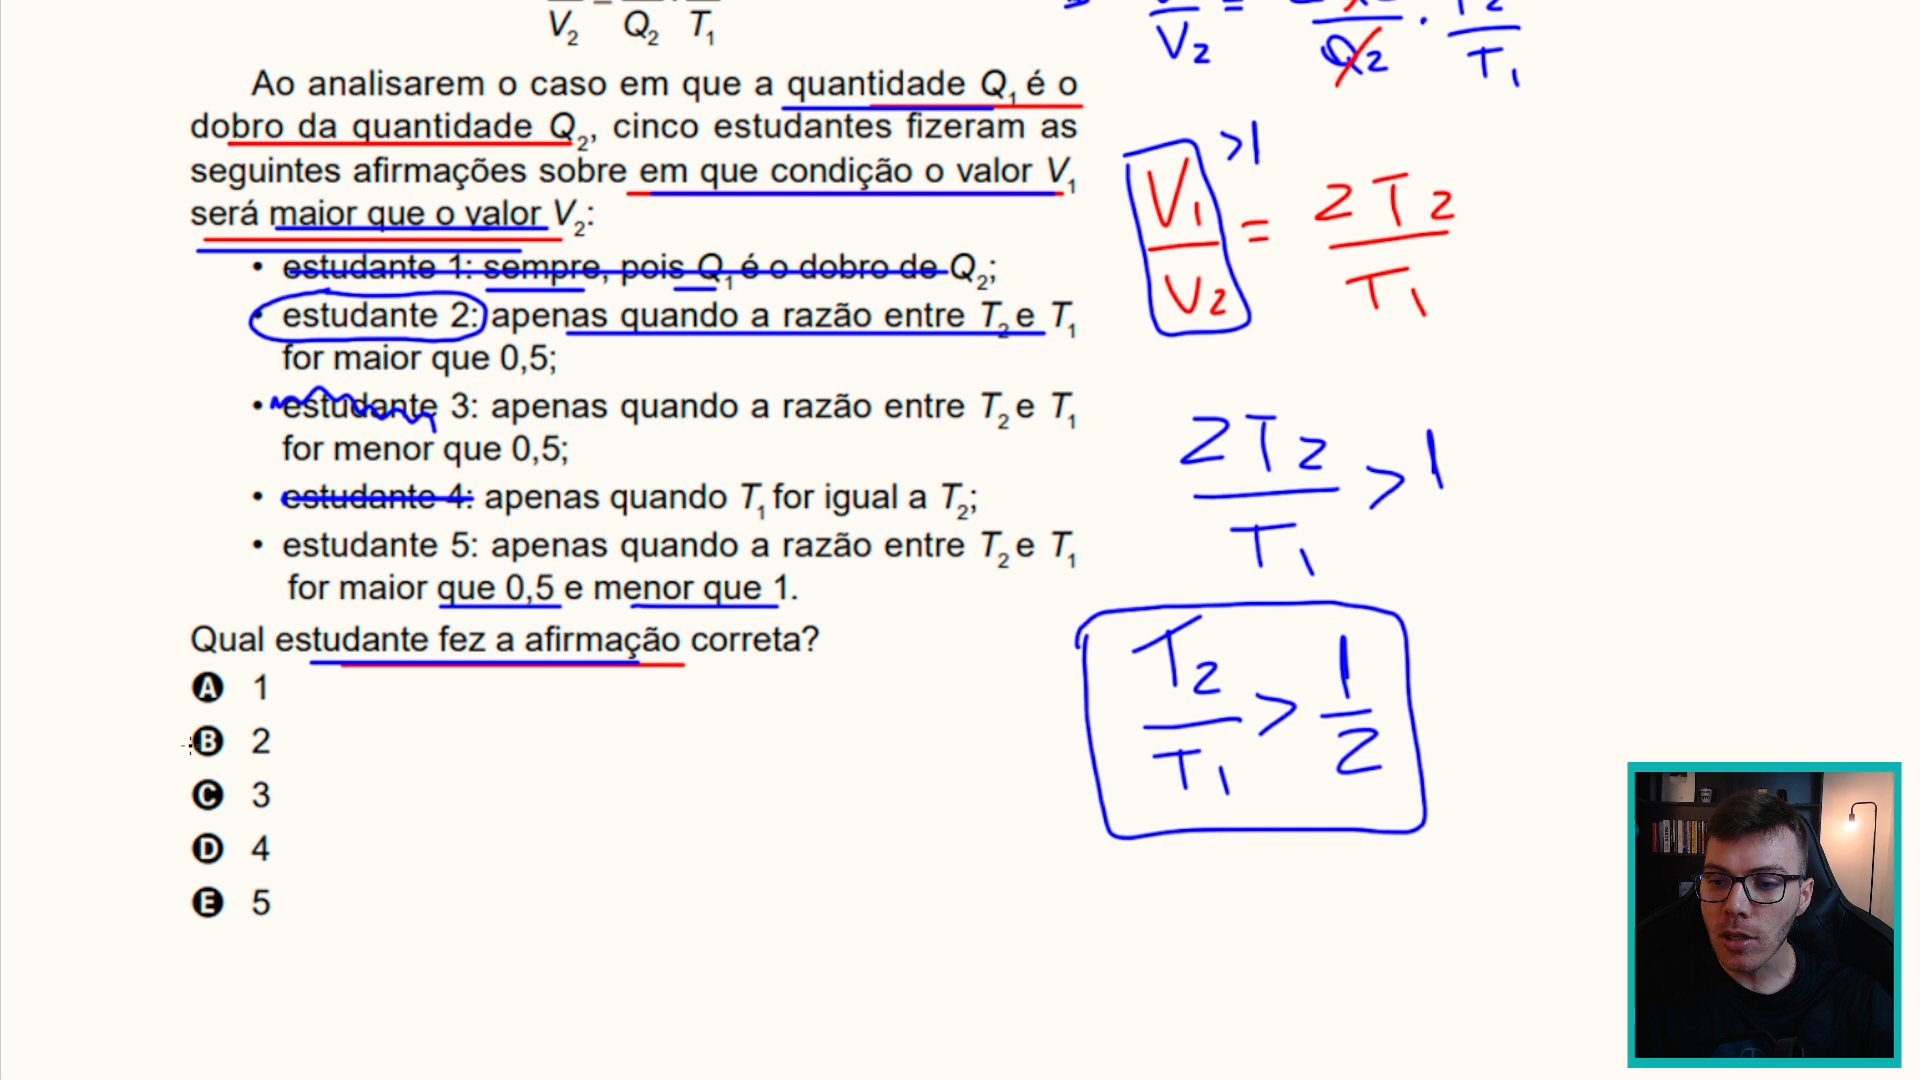 V2 = Q2 · T1
V2 = Q2 · T1
Ao analisarem o caso em que a quantidade Q1 é o
dobro da quantidade Q2, cinco estudantes fizeram as
seguintes afirmações sobre em que condição o valor V1
será maior que o valor V2:
• estudante 1: sempre, pois Q1 é o dobro de Q2;
• estudante 2: apenas quando a razão entre T2 e T1
for maior que 0,5;
• estudante 3: apenas quando a razão entre T2 e T1
for menor que 0,5;
• estudante 4: apenas quando T1 for igual a T2;
• estudante 5: apenas quando a razão entre T2 e T1
for maior que 0,5 e menor que 1.
Qual estudante fez a afirmação correta?
A 1
B 2
C 3
D 4
E 5
>1
V1 = 2T2
V2 T1
2T2 > 1
T1
T2 > 1
T1 2